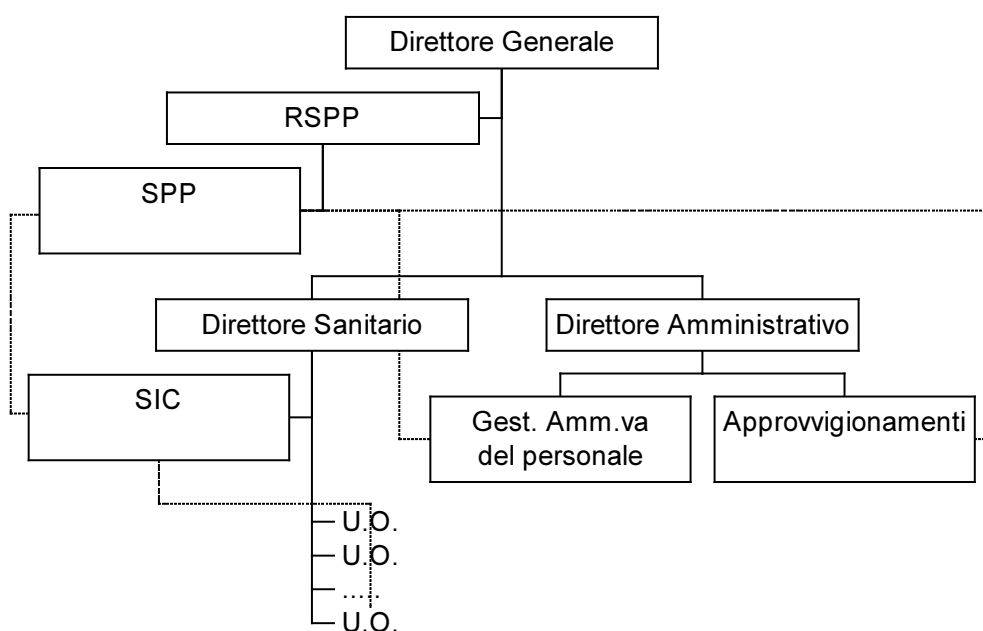 Direttore Generale
RSPP
SPP
Direttore Sanitario
Direttore Amministrativo
SIC
Gest. Amm.va
del personale
Approvvigionamenti
U.O.
U.O.
.....
U.O.